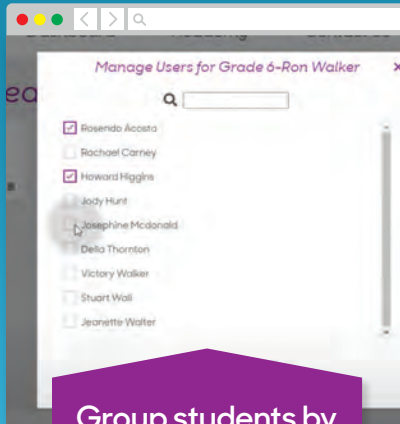 Manage Users for Grade 6-Ron Walker x
Rosendo Acosta
Rachael Carney
Howard Higgins
Jody Hunt
Josephine Mcdonald
Della Thornton
Victory Walker
Stuart Wall
Jeanette Walter
Group students by